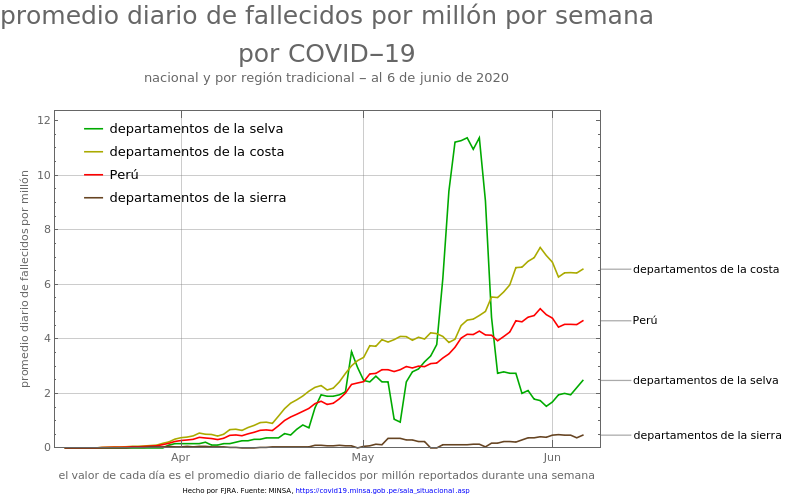 promedio diario de fallecidos por millón por semana
por COVID−19
nacional y por región tradicional − al 6 de junio de 2020
12
10
8
6
4
2
0
promedio diario de fallecidos por millón
departamentos de la selva
departamentos de la costa
Perú
departamentos de la sierra
departamentos de la costa
Perú
departamentos de la selva
departamentos de la sierra
Apr May Jun
el valor de cada día es el promedio diario de fallecidos por millón reportados durante una semana
Hecho por FJRA. Fuente: MINSA, https://covid19.minsa.gob.pe/sala_situacional.asp